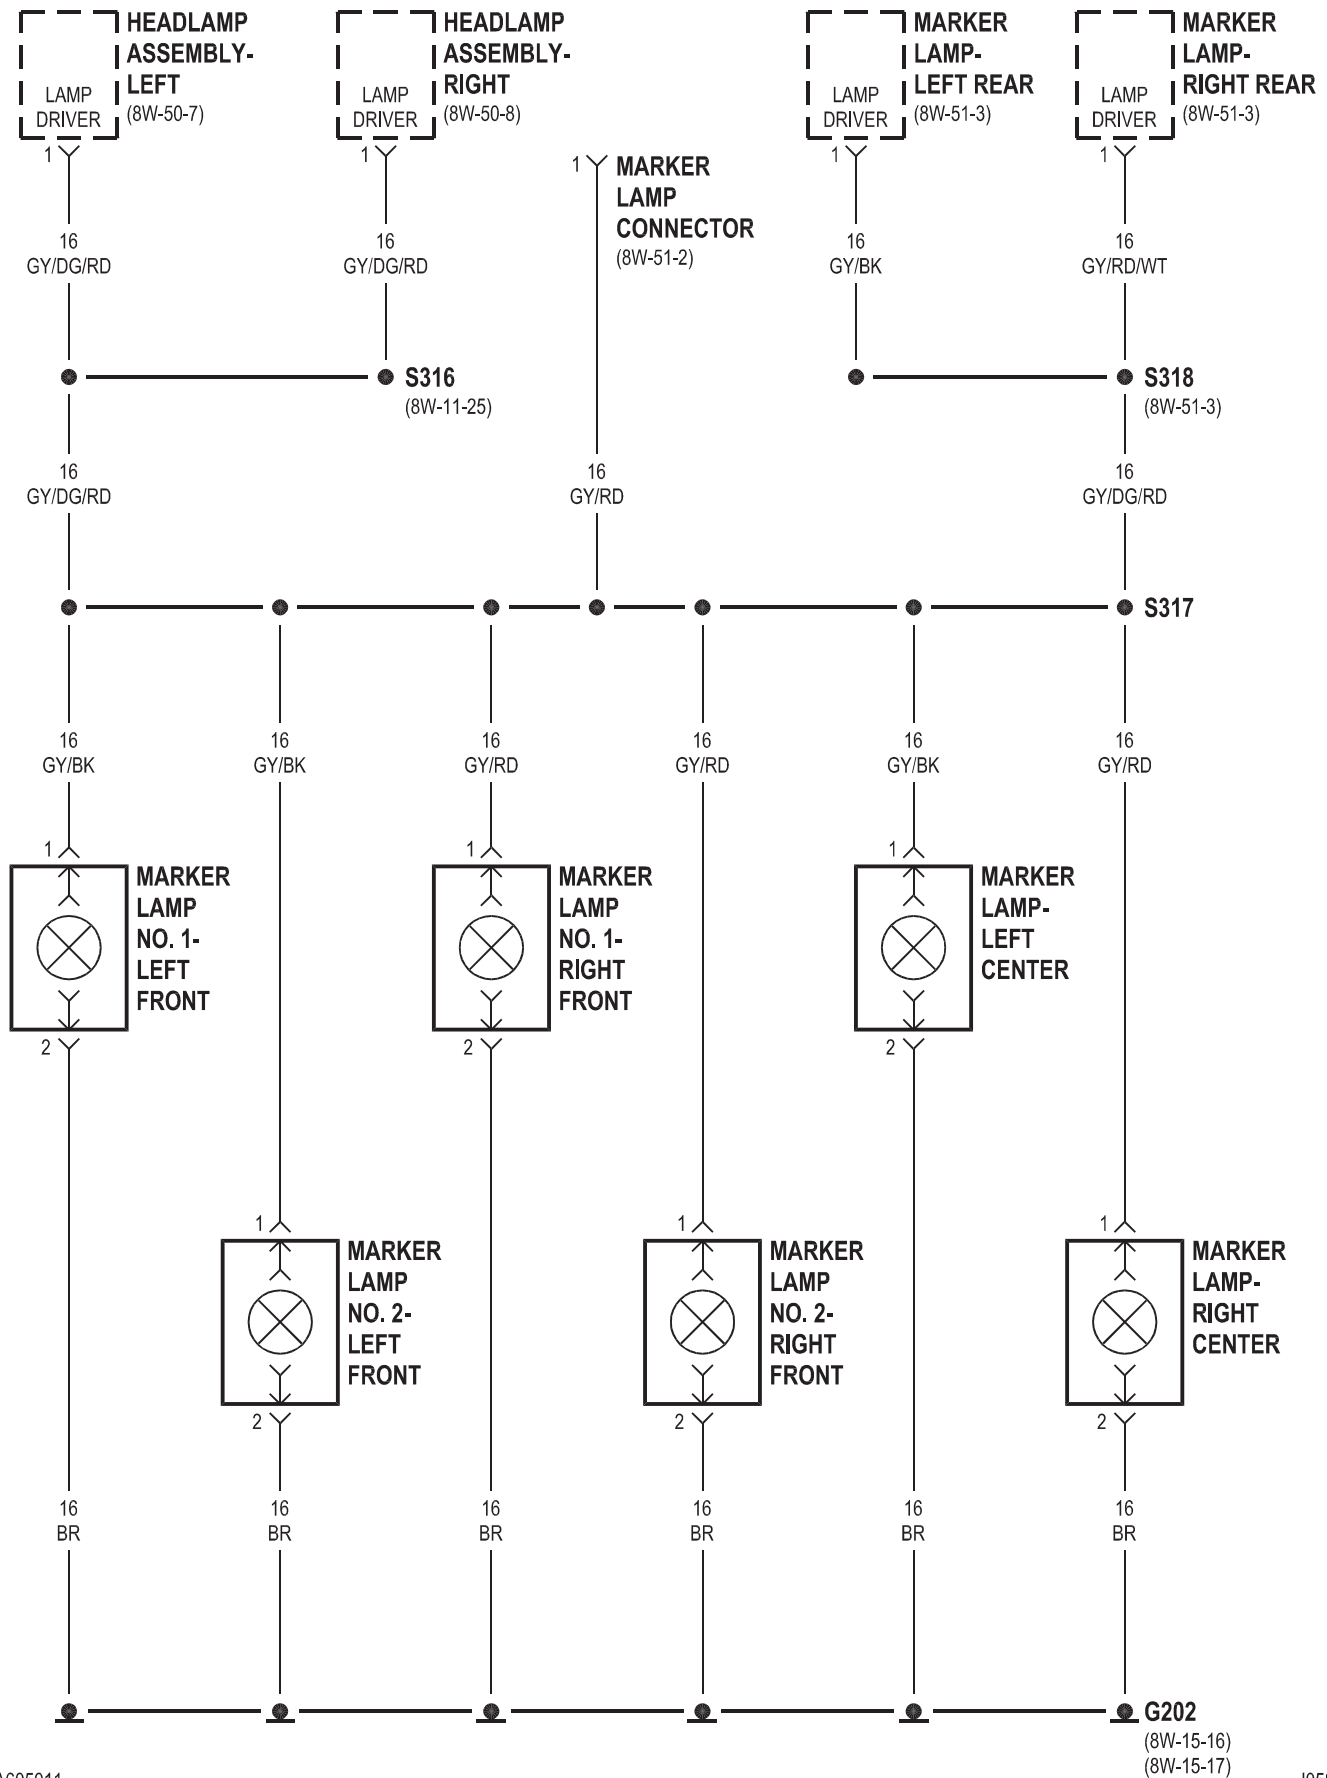 HEADLAMP
ASSEMBLY-
LEFT
(8W-50-7)
LAMP
DRIVER
1
HEADLAMP
ASSEMBLY-
RIGHT
(8W-50-8)
LAMP
DRIVER
1
1
MARKER
LAMP
CONNECTOR
(8W-51-2)
MARKER
LAMP-
LEFT REAR
(8W-51-3)
LAMP
DRIVER
1
MARKER
LAMP-
RIGHT REAR
(8W-51-3)
LAMP
DRIVER
1
16
GY/DG/RD
16
GY/DG/RD
16
GY/BK
16
GY/RD/WT
S316
(8W-11-25)
S318
(8W-51-3)
16
GY/DG/RD
16
GY/RD
16
GY/DG/RD
S317
16
GY/BK
16
GY/BK
16
GY/RD
16
GY/RD
16
GY/BK
16
GY/RD
1
MARKER
LAMP
NO. 1-
LEFT
FRONT
2
1
MARKER
LAMP
NO. 1-
RIGHT
FRONT
2
1
MARKER
LAMP-
LEFT
CENTER
2
1
MARKER
LAMP
NO. 2-
LEFT
FRONT
2
1
MARKER
LAMP
NO. 2-
RIGHT
FRONT
2
1
MARKER
LAMP-
RIGHT
CENTER
2
16
BR
16
BR
16
BR
16
BR
16
BR
16
BR
G202
(8W-15-16)
(8W-15-17)